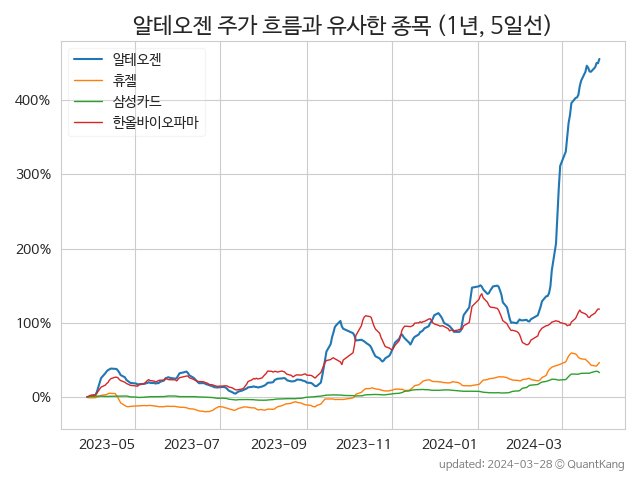 알테오젠 주가 흐름과 유사한 종목 (1년, 5일선)
알테오젠
휴젤
삼성카드
한올바이오파마
400%
300%
200%
100%
0%
2023-05 2023-07 2023-09 2023-11 2024-01 2024-03
updated: 2024-03-28 © QuantKang